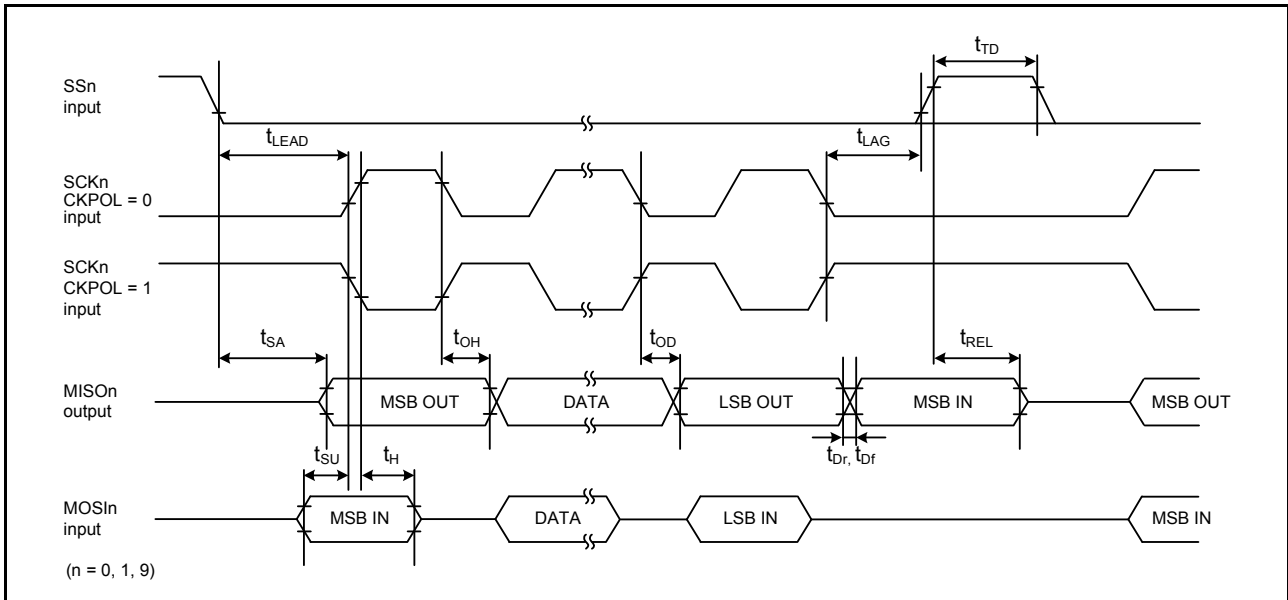 tTD
SSn
input
tLEAD
tLAG
SCKn
CKPOL = 0
input
SCKn
CKPOL = 1
input
tSA
tOH
tOD
tREL
MISOn
output
MSB OUT
DATA
LSB OUT
MSB IN
MSB OUT
tSU
tH
tDr, tDf
MOSIn
input
MSB IN
DATA
LSB IN
MSB IN
(n = 0, 1, 9)